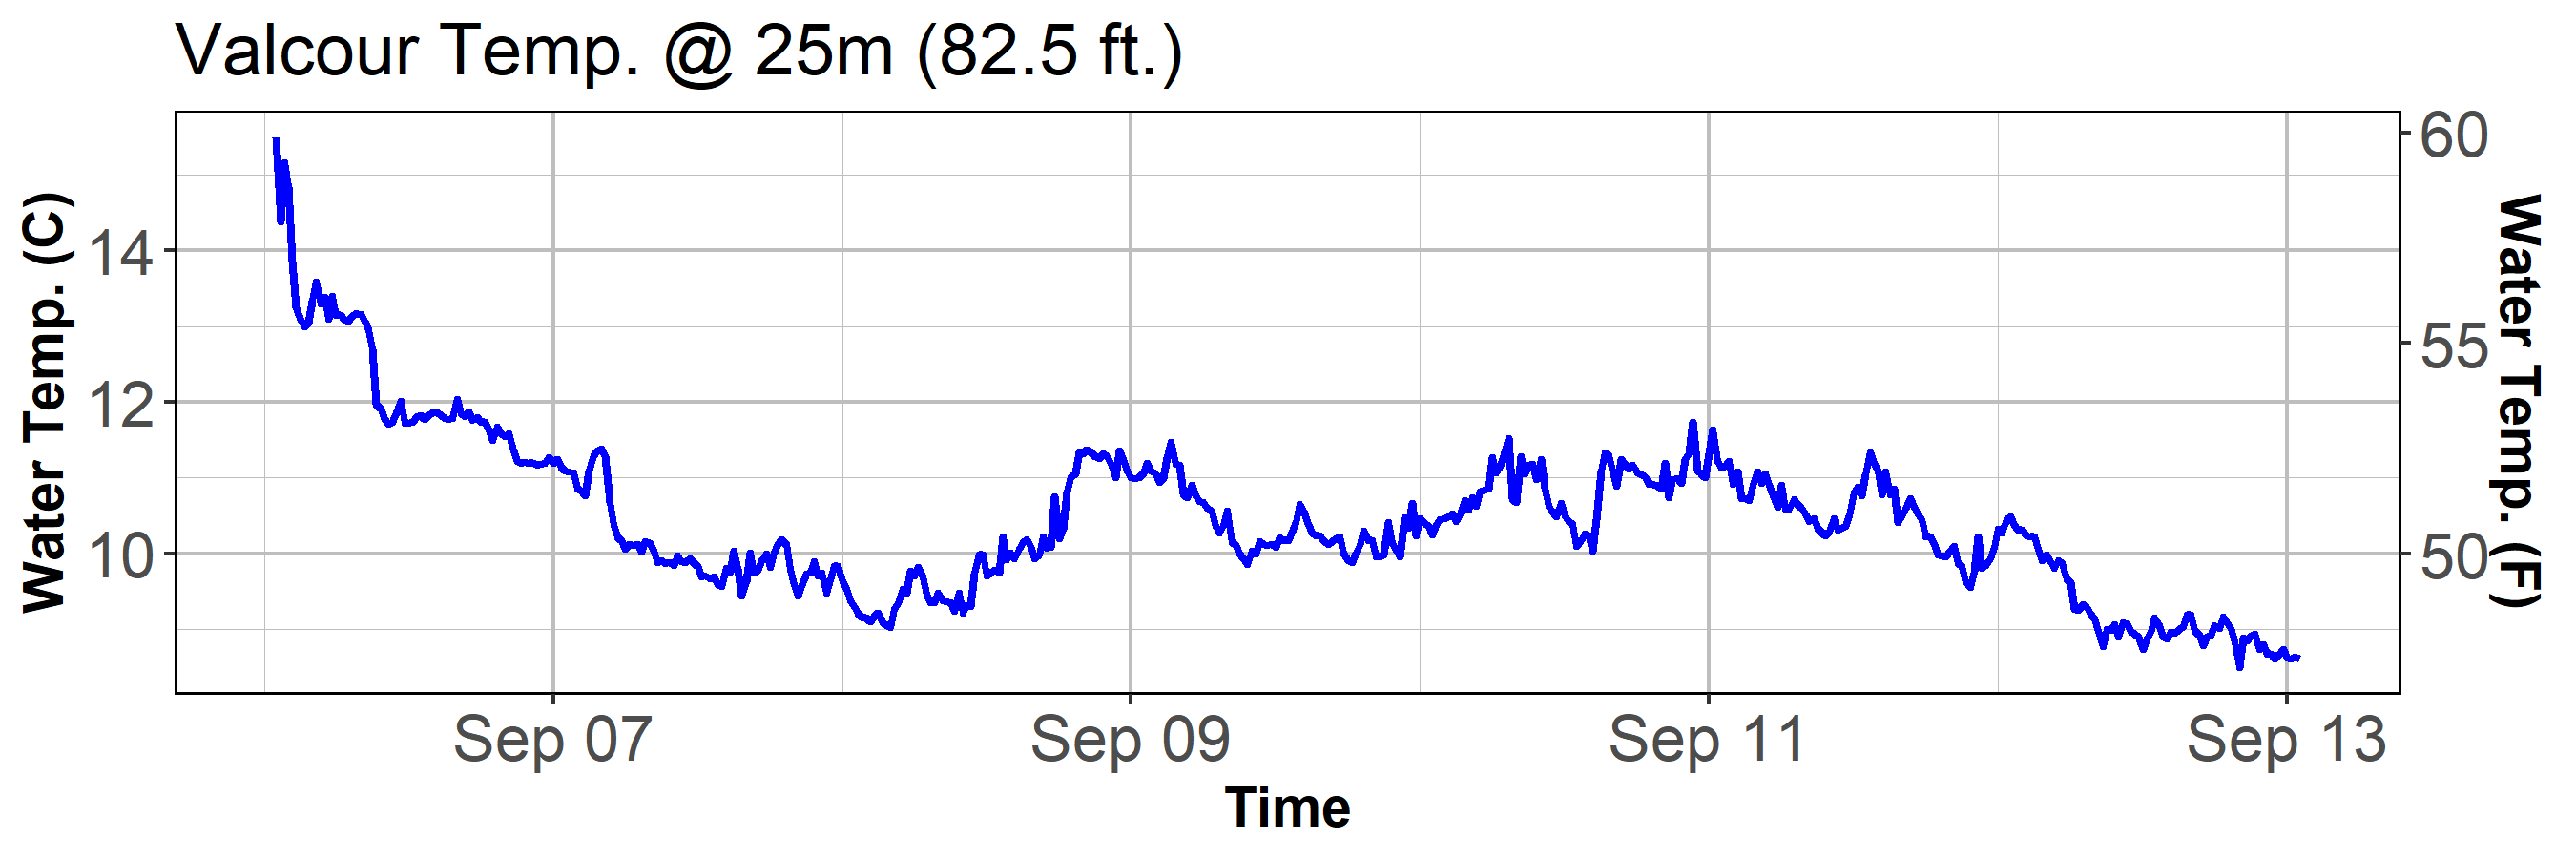 Valcour Temp. @ 25m (82.5 ft.)
Water Temp. (C)
14
12
10
60
55
50
Water Temp. (F)
Sep 07
Sep 09
Sep 11
Sep 13
Time